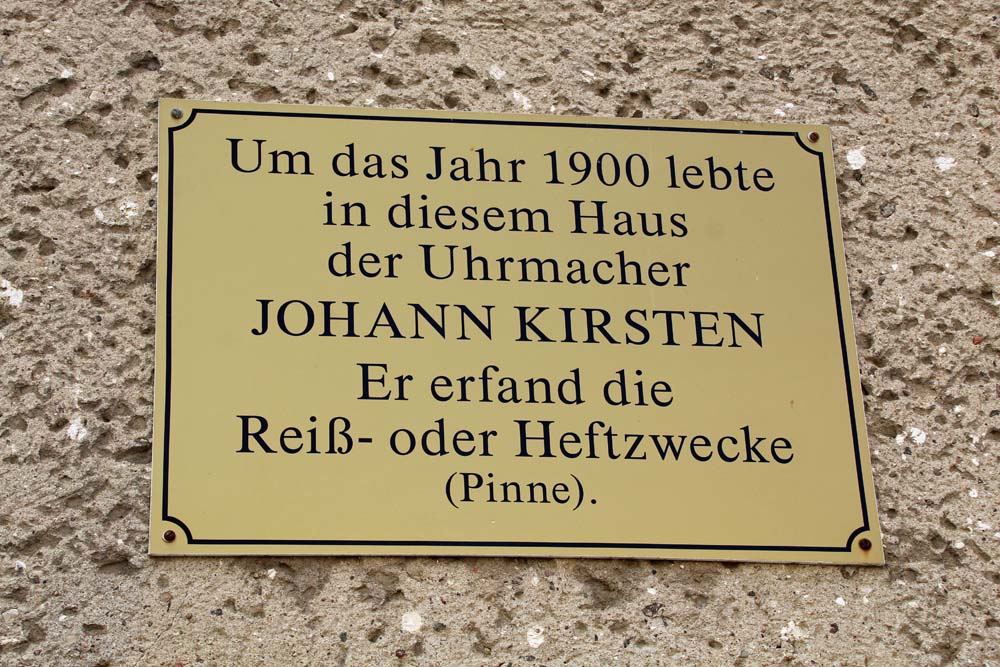 Um das Jahr 1900 lebte
in diesem Haus
der Uhrmacher
JOHANN KIRSTEN
Er erfand die
Reiß- oder Heftzwecke
(Pinne).